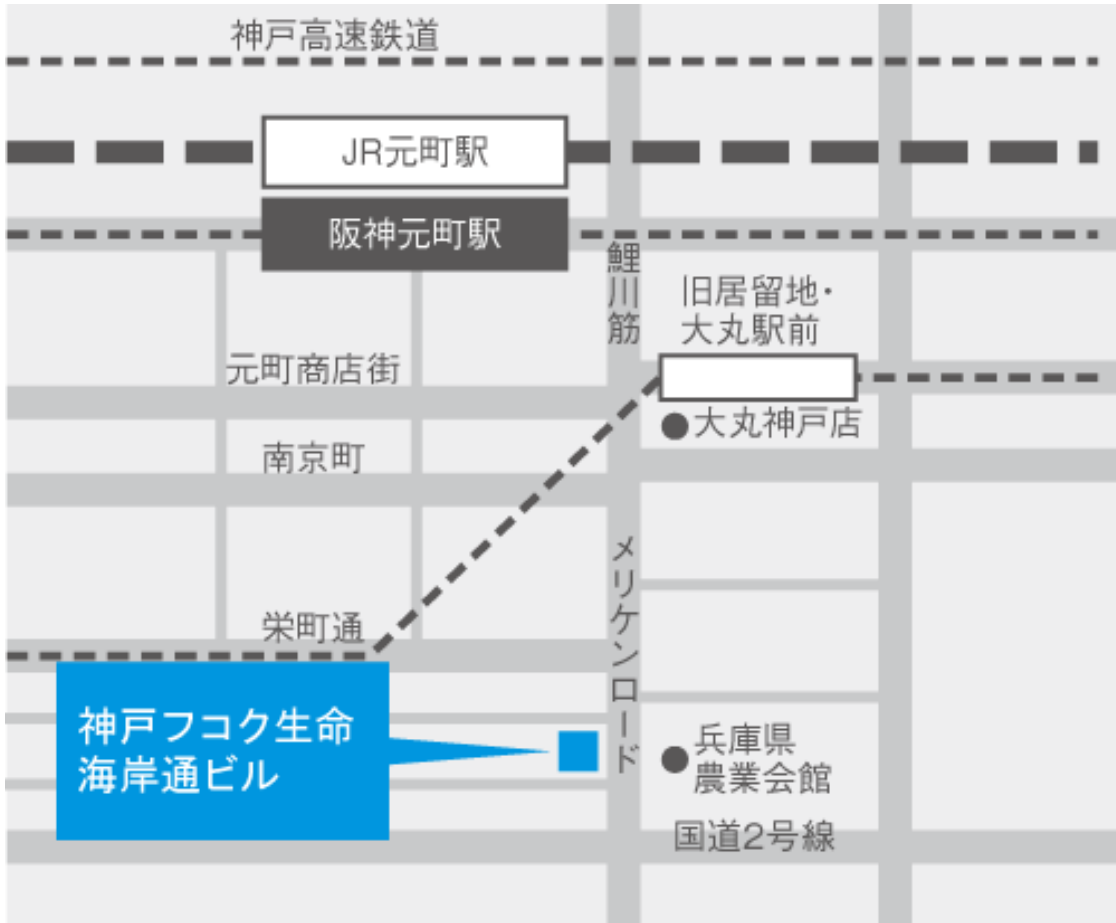 神戸高速鉄道
JR元町駅
阪神元町駅
鯉川筋
旧居留地・
大丸駅前
元町商店街
大丸神戸店
南京町
メリケンロード
栄町通
神戸フコク生命
海岸通ビル
兵庫県
農業会館
国道2号線